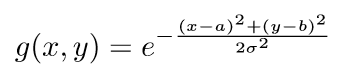 g(x, y) = e^{-\frac{(x-a)^2+(y-b)^2}{2\sigma^2}}